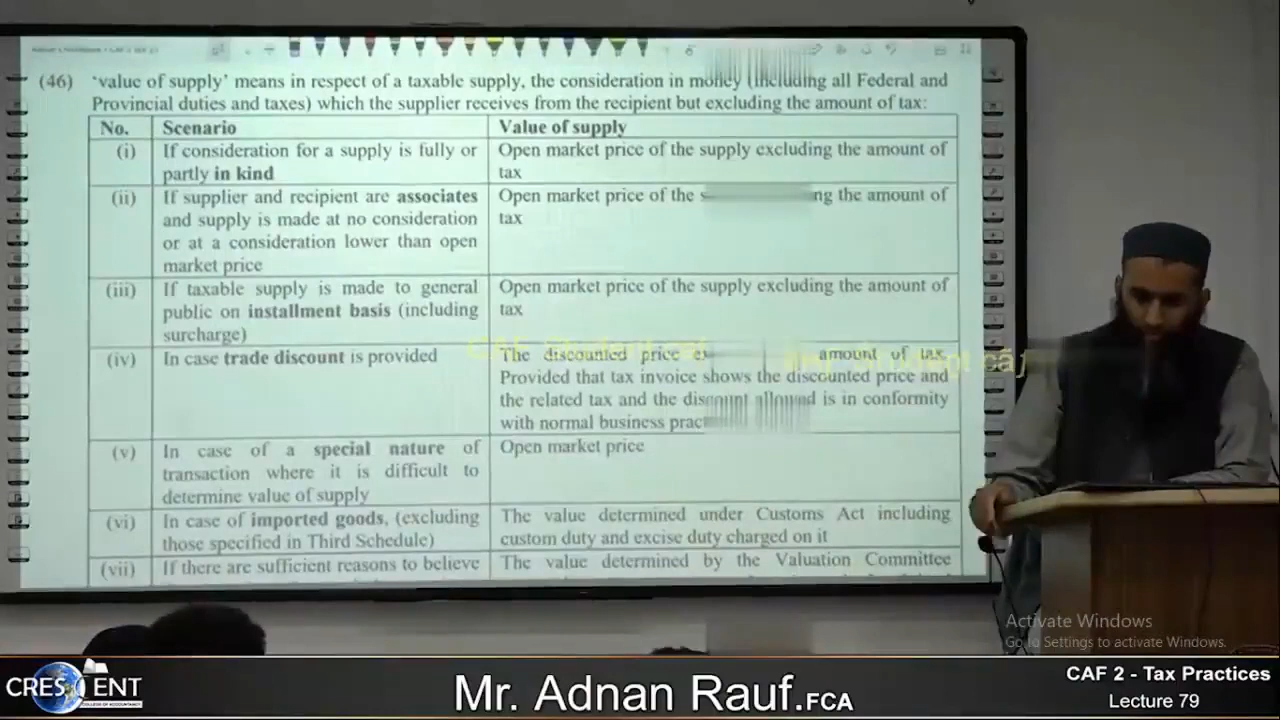 (46) 'value of supply' means in respect of a taxable supply, the consideration in money (including all Federal and
Provincial duties and taxes) which the supplier receives from the recipient but excluding the amount of tax:
No. Scenario Value of supply
(i) If consideration for a supply is fully or
partly in kind
Open market price of the supply excluding the amount of
tax
(ii) If supplier and recipient are associates
and supply is made at no consideration
or at a consideration lower than open
market price
Open market price of the ng the amount of
tax
(iii) If taxable supply is made to general
public on installment basis (including
surcharge)
Open market price of the supply excluding the amount of
tax
(iv) In case trade discount is provided
The discounted price amount of tax.
Provided that tax invoice shows the discounted price and
the related tax and the discount allowed is in conformity
with normal business prac
(v) In case of a special nature of
transaction where it is difficult to
determine value of supply
Open market price
(vi) In case of imported goods, (excluding
those specified in Third Schedule)
The value determined under Customs Act including
custom duty and excise duty charged on it
(vii) If there are sufficient reasons to believe
The value determined by the Valuation Committee
Activate Windows
Go to Settings to activate Windows.
CRESCENT
COLLEGE OF ACCOUNTANCY
Mr. Adnan Rauf.FCA
CAF 2 - Tax Practices
Lecture 79